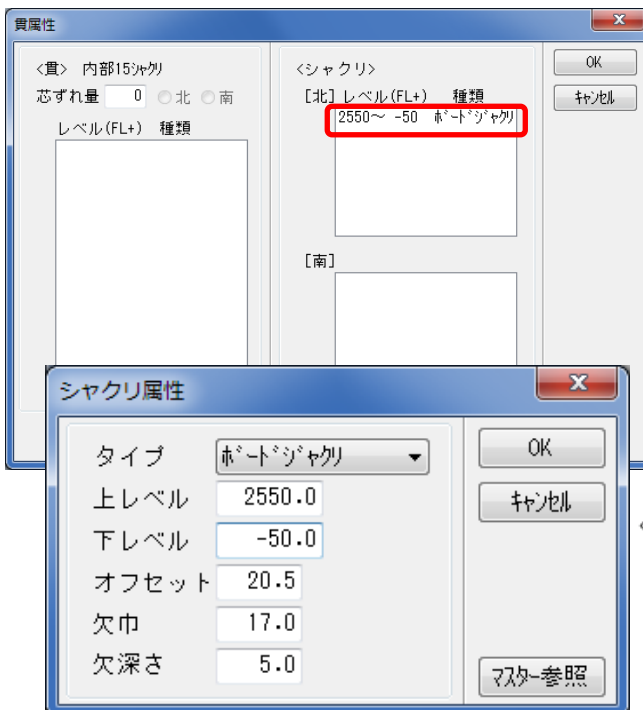 貫属性
<貫> 内部15ｼｬｸﾘ
芯ずれ量 0 北 南
レベル(FL+) 種類
<シャクリ>
[北] レベル(FL+) 種類
2550～ -50 ﾎﾞｰﾄﾞｼﾞｬｸﾘ
[南]
OK
ｷｬﾝｾﾙ
シャクリ属性
タイプ ﾎﾞｰﾄﾞｼﾞｬｸﾘ
上レベル 2550.0
下レベル -50.0
オフセット 20.5
欠巾 17.0
欠深さ 5.0
OK
ｷｬﾝｾﾙ
ﾏｽﾀｰ参照